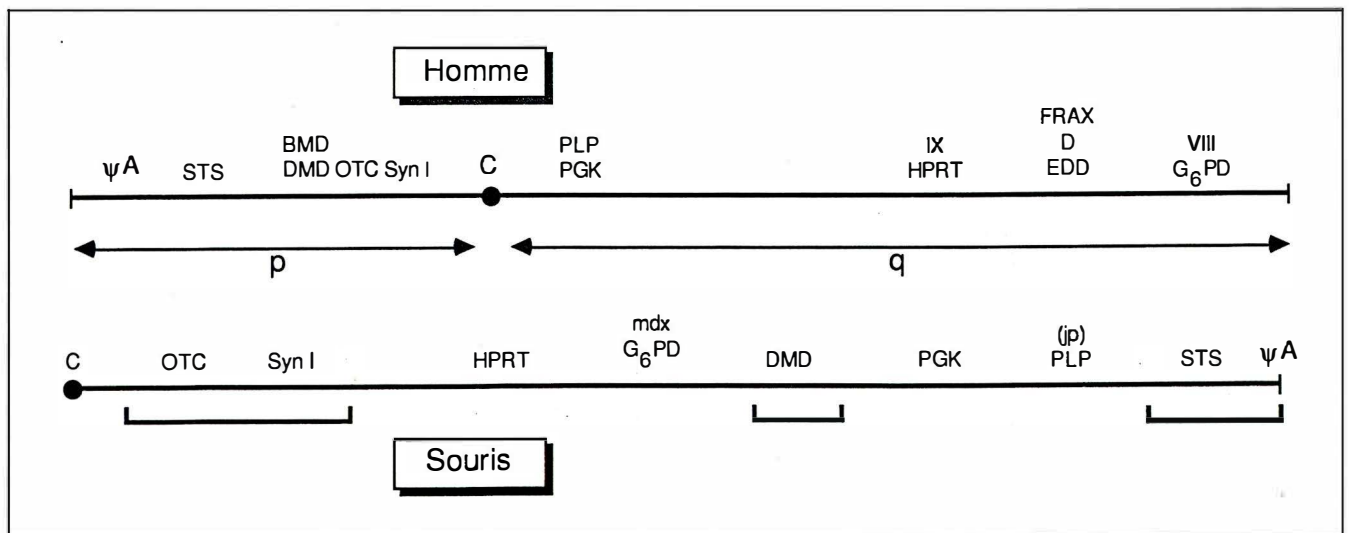 Homme
FRAX
BMD PLP IX D VIII
ψA STS DMD OTC Syn I C PGK HPRT EDD G₆PD
p q
mdx (jp)
C OTC Syn I HPRT G₆PD DMD PGK PLP STS ψA
Souris